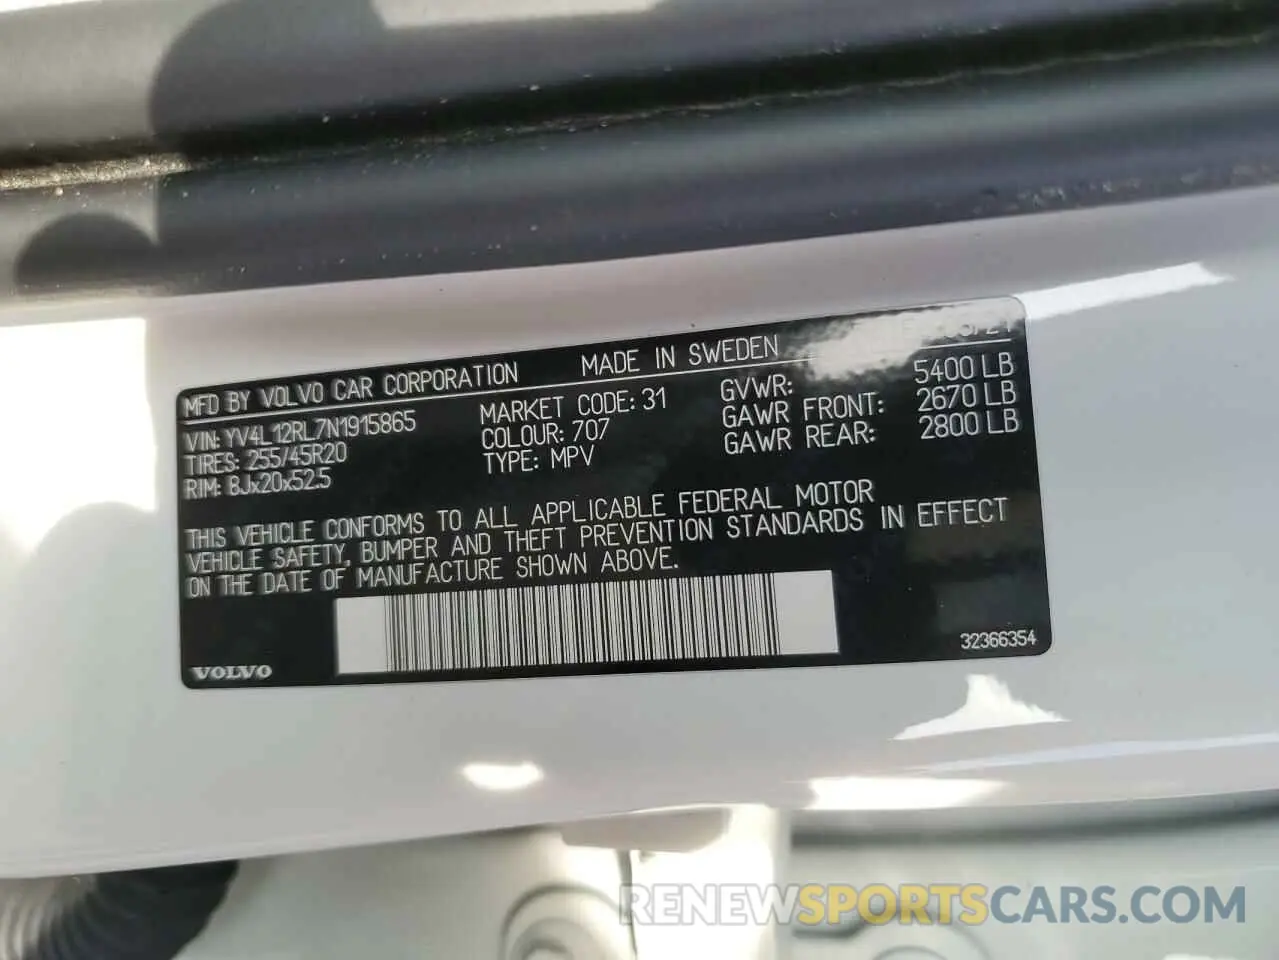 MFD BY VOLVO CAR CORPORATION MADE IN SWEDEN
VIN: YV4L12RL7N1915865 MARKET CODE: 31 GVWR: 5400 LB
TIRES: 255/45R20 COLOUR: 707 GAWR FRONT: 2670 LB
RIM: 8Jx20x52.5 TYPE: MPV GAWR REAR: 2800 LB
THIS VEHICLE CONFORMS TO ALL APPLICABLE FEDERAL MOTOR
VEHICLE SAFETY, BUMPER AND THEFT PREVENTION STANDARDS IN EFFECT
ON THE DATE OF MANUFACTURE SHOWN ABOVE.
VOLVO 32366354
RENEWSPORTSCARS.COM